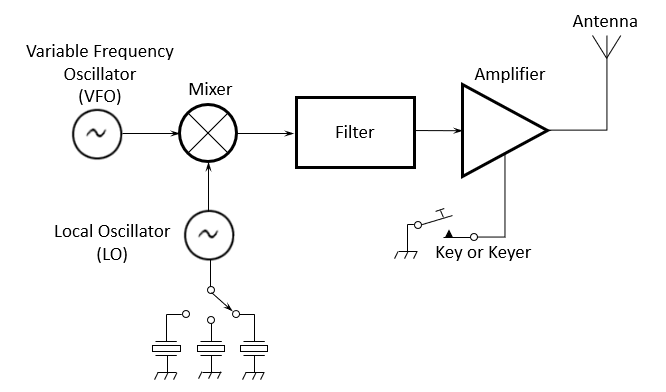 Antenna
Variable Frequency
Oscillator
(VFO)
Mixer
Amplifier
Filter
Local Oscillator
(LO)
Key or Keyer